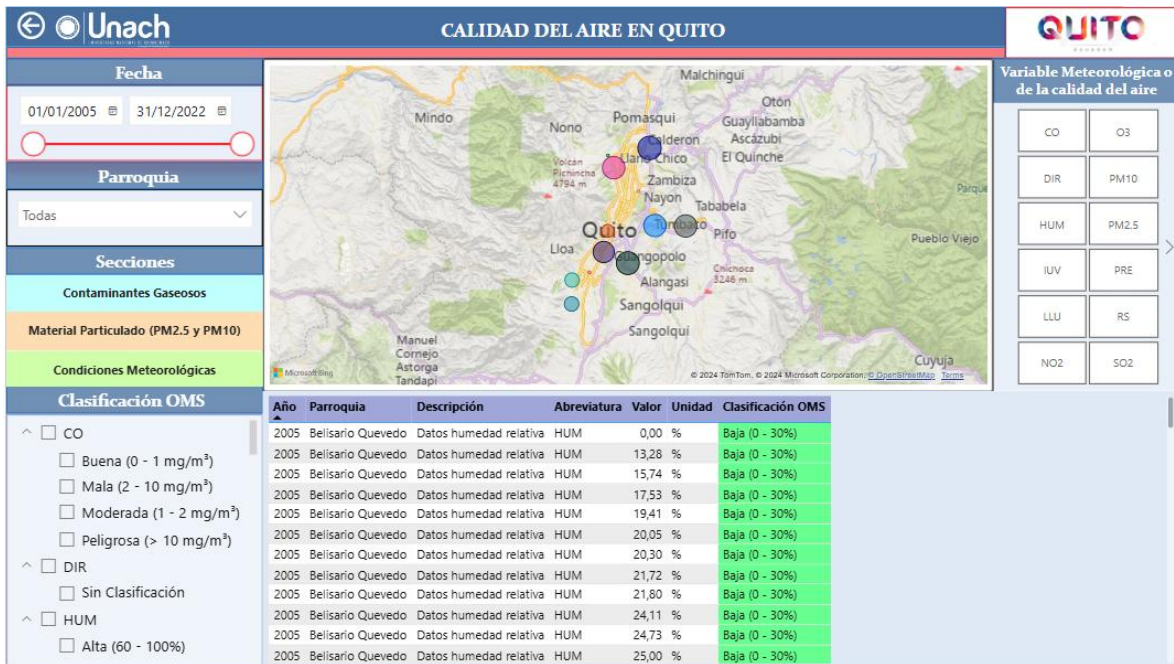 Unach
CALIDAD DEL AIRE EN QUITO
QUITO
Fecha
01/01/2005 31/12/2022
Parroquia
Todas
Secciones
Contaminantes Gaseosos
Material Particulado (PM2.5 y PM10)
Condiciones Meteorológicas
Clasificación OMS
CO
Buena (0 - 1 mg/m³)
Mala (2 - 10 mg/m³)
Moderada (1 - 2 mg/m³)
Peligrosa (> 10 mg/m³)
DIR
Sin Clasificación
HUM
Alta (60 - 100%)
Malchingui
Otón
Mindo
Pomasqui
Guayllabamba
Nono
Calderon
Ascázubi
Llano Chico
El Quinche
Volcán
Pichincha
4794 m
Zambiza
Nayon
Tababela
Parque
Quito
Tumbaco
Pifo
Pueblo Viejo
Lloa
Guangopolo
Alangasi
Chichoca
3246 m
Sangolqui
Sangolquí
Manuel
Cornejo
Astorga
Tandapi
Cuyuja
Microsoft Bing
© 2024 TomTom, © 2024 Microsoft Corporation, © OpenStreetMap Terms
Variable Meteorológica o
de la calidad del aire
CO O3
DIR PM10
HUM PM2.5
IUV PRE
LLU RS
NO2 SO2
Año Parroquia Descripción Abreviatura Valor Unidad Clasificación OMS
2005 Belisario Quevedo Datos humedad relativa HUM 0,00 % Baja (0 - 30%)
2005 Belisario Quevedo Datos humedad relativa HUM 13,28 % Baja (0 - 30%)
2005 Belisario Quevedo Datos humedad relativa HUM 15,74 % Baja (0 - 30%)
2005 Belisario Quevedo Datos humedad relativa HUM 17,53 % Baja (0 - 30%)
2005 Belisario Quevedo Datos humedad relativa HUM 19,41 % Baja (0 - 30%)
2005 Belisario Quevedo Datos humedad relativa HUM 20,05 % Baja (0 - 30%)
2005 Belisario Quevedo Datos humedad relativa HUM 20,30 % Baja (0 - 30%)
2005 Belisario Quevedo Datos humedad relativa HUM 21,72 % Baja (0 - 30%)
2005 Belisario Quevedo Datos humedad relativa HUM 21,80 % Baja (0 - 30%)
2005 Belisario Quevedo Datos humedad relativa HUM 24,11 % Baja (0 - 30%)
2005 Belisario Quevedo Datos humedad relativa HUM 24,73 % Baja (0 - 30%)
2005 Belisario Quevedo Datos humedad relativa HUM 25,00 % Baja (0 - 30%)